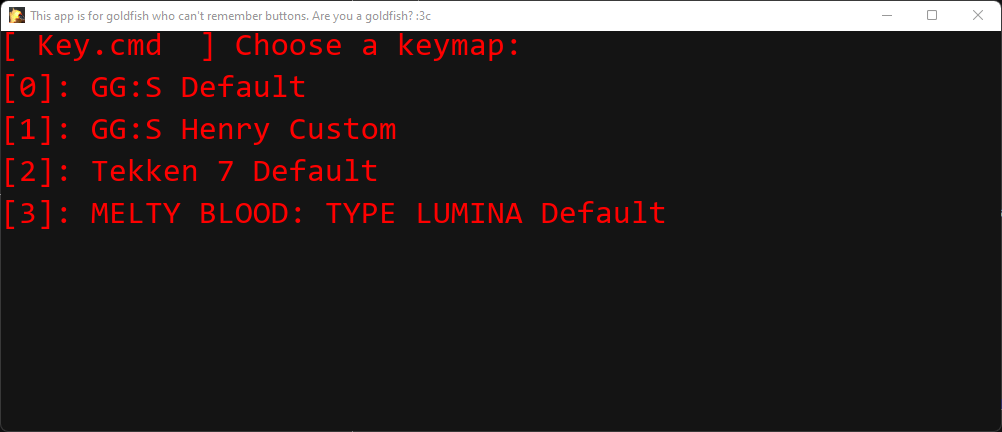 This app is for goldfish who can't remember buttons. Are you a goldfish? :3c
[ Key.cmd  ] Choose a keymap:
[0]: GG:S Default
[1]: GG:S Henry Custom
[2]: Tekken 7 Default
[3]: MELTY BLOOD: TYPE LUMINA Default